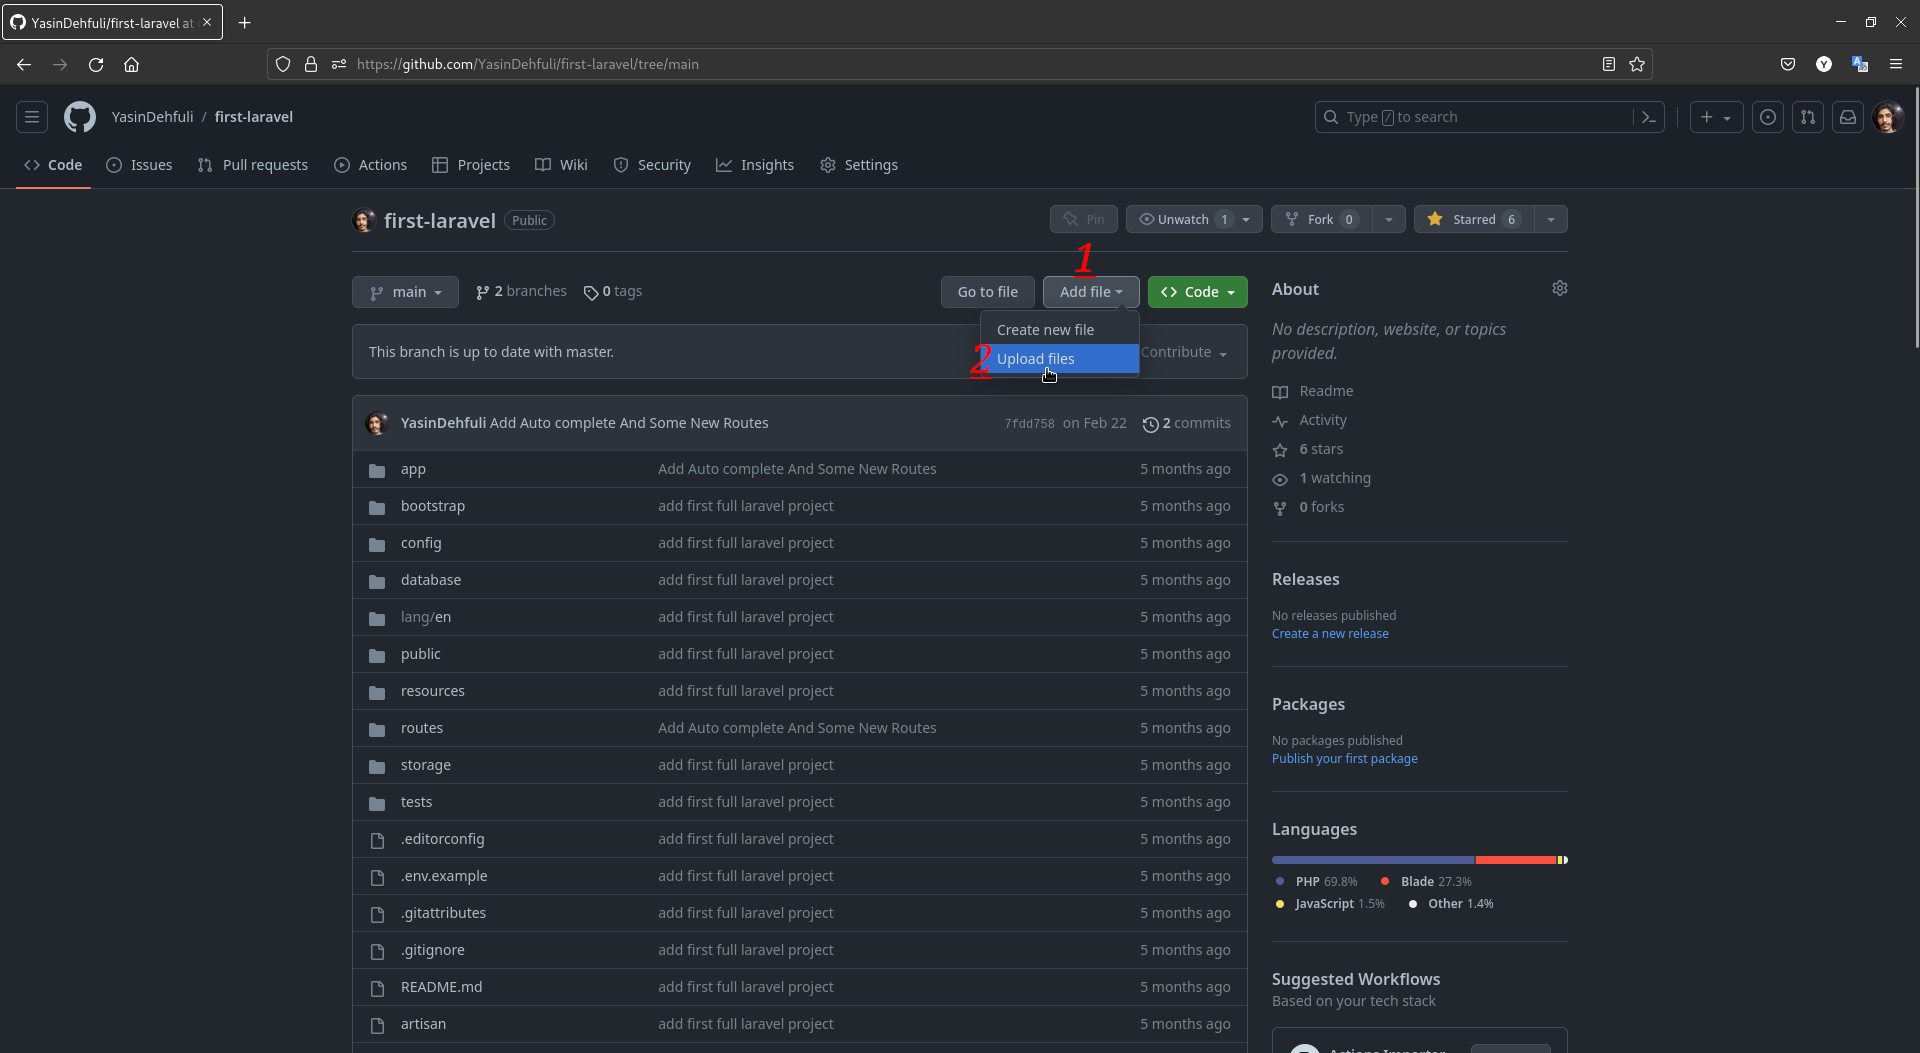 YasinDehfuli/first-laravel at
https://github.com/YasinDehfuli/first-laravel/tree/main
YasinDehfuli / first-laravel
Type / to search
Code Issues Pull requests Actions Projects Wiki Security Insights Settings
first-laravel Public
Pin Unwatch 1 Fork 0 Starred 6
1
main 2 branches 0 tags Go to file Add file Code
Create new file
2 Upload files
This branch is up to date with master. Contribute
YasinDehfuli Add Auto complete And Some New Routes 7fdd758 on Feb 22 2 commits
app Add Auto complete And Some New Routes 5 months ago
bootstrap add first full laravel project 5 months ago
config add first full laravel project 5 months ago
database add first full laravel project 5 months ago
lang/en add first full laravel project 5 months ago
public add first full laravel project 5 months ago
resources add first full laravel project 5 months ago
routes Add Auto complete And Some New Routes 5 months ago
storage add first full laravel project 5 months ago
tests add first full laravel project 5 months ago
.editorconfig add first full laravel project 5 months ago
.env.example add first full laravel project 5 months ago
.gitattributes add first full laravel project 5 months ago
.gitignore add first full laravel project 5 months ago
README.md add first full laravel project 5 months ago
artisan add first full laravel project 5 months ago
About
No description, website, or topics
provided.
Readme
Activity
6 stars
1 watching
0 forks
Releases
No releases published
Create a new release
Packages
No packages published
Publish your first package
Languages
PHP 69.8% Blade 27.3%
JavaScript 1.5% Other 1.4%
Suggested Workflows
Based on your tech stack
Actions Importer